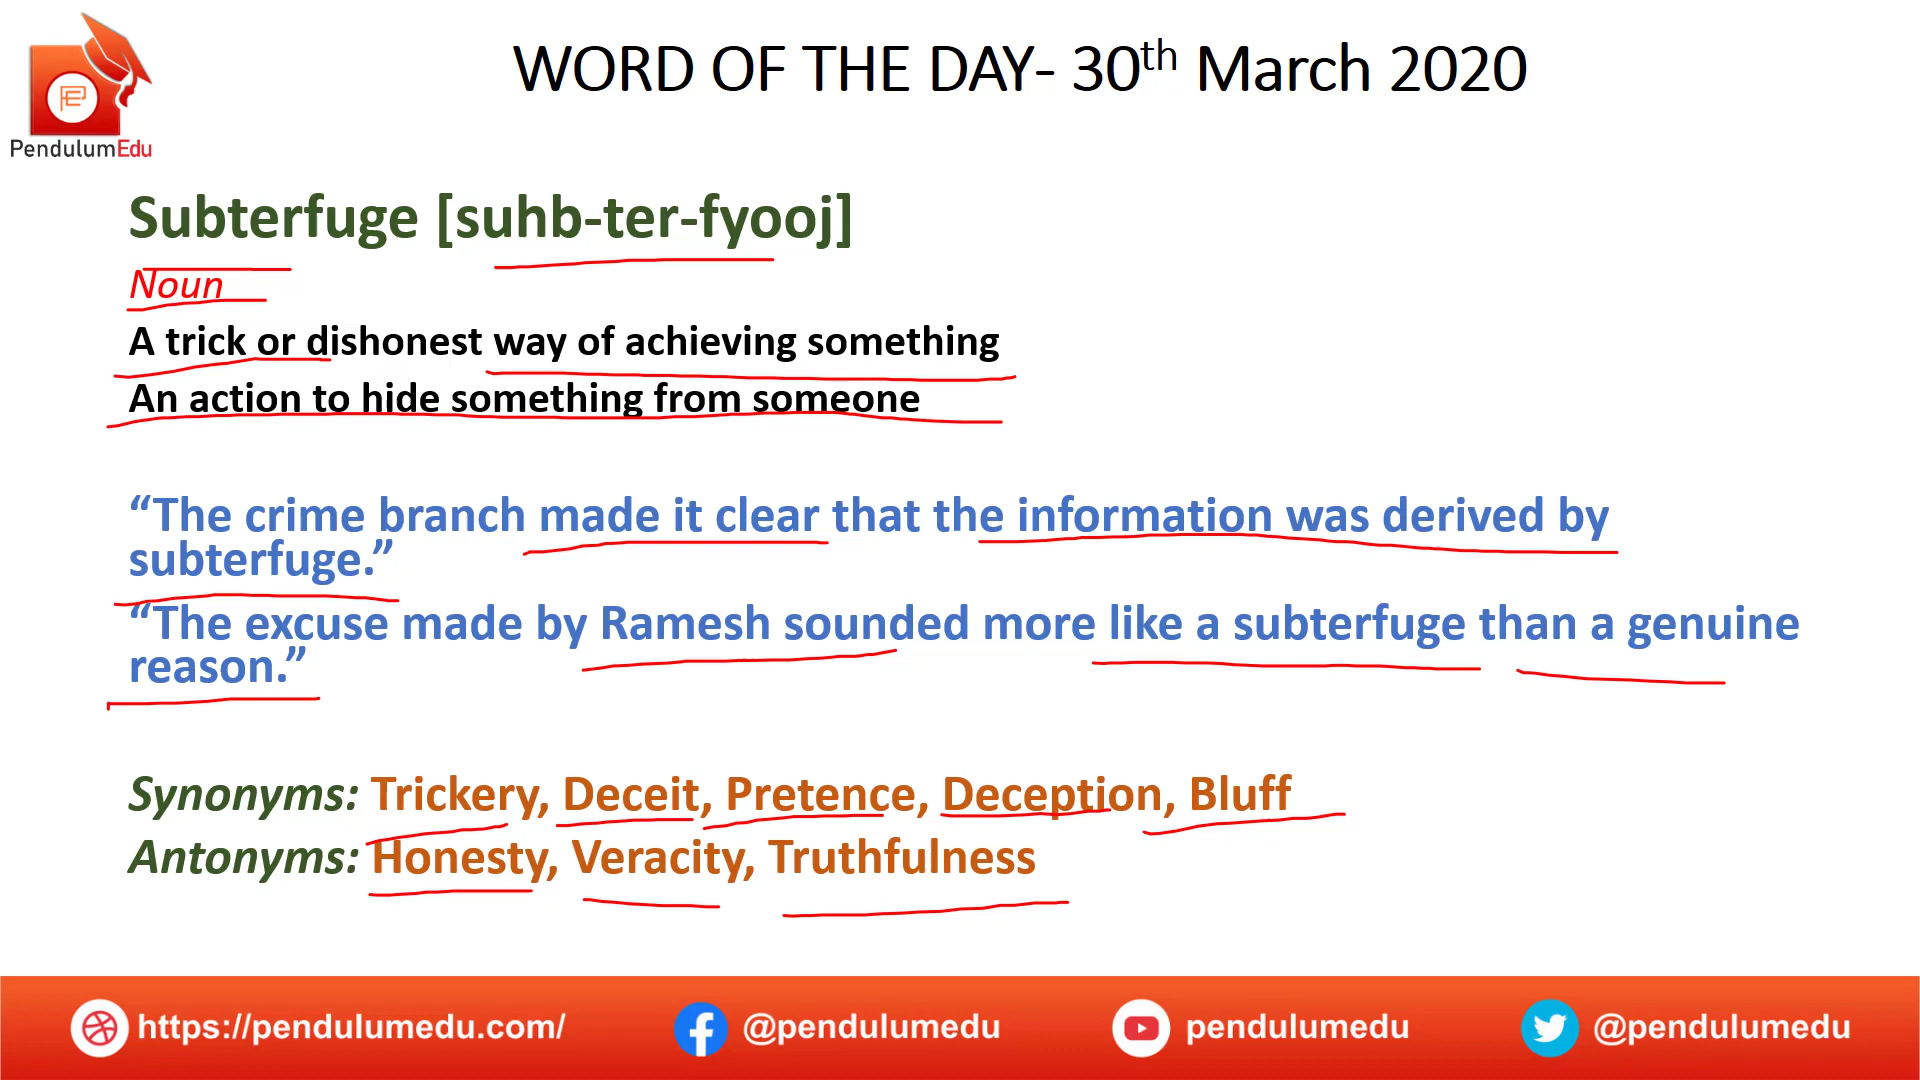 WORD OF THE DAY- 30th March 2020
PendulumEdu
Subterfuge [suhb-ter-fyooj]
Noun
A trick or dishonest way of achieving something
An action to hide something from someone
“The crime branch made it clear that the information was derived by
subterfuge.”
“The excuse made by Ramesh sounded more like a subterfuge than a genuine
reason.”
Synonyms: Trickery, Deceit, Pretence, Deception, Bluff
Antonyms: Honesty, Veracity, Truthfulness
https://pendulumedu.com/ @pendulumedu pendulumedu @pendulumedu